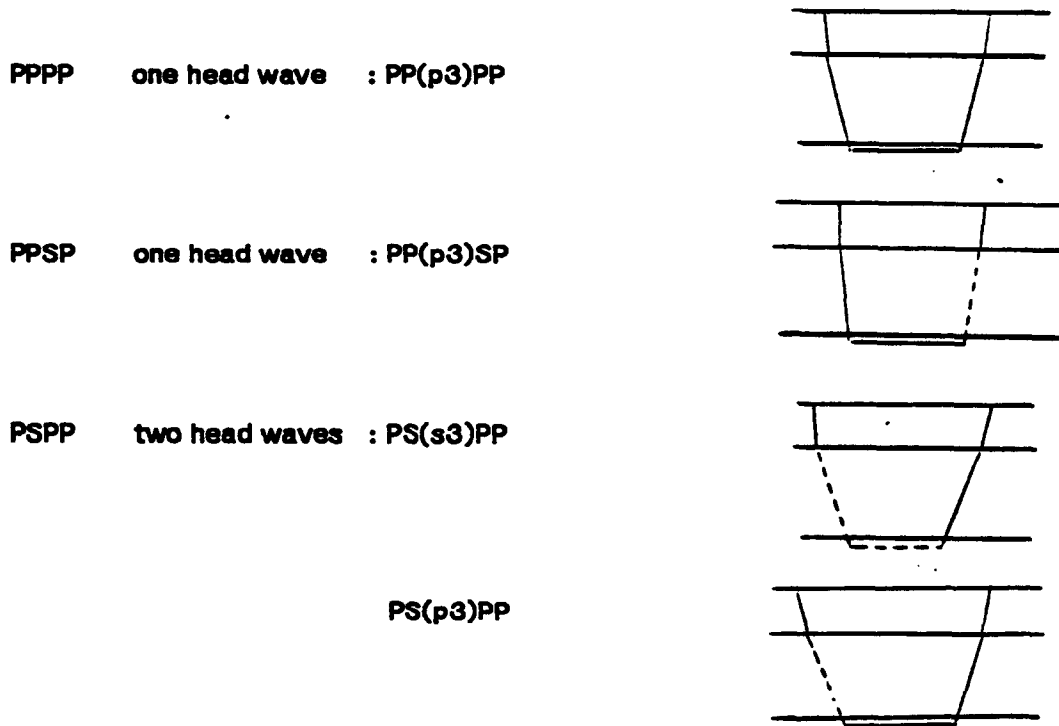 PPPP one head wave : PP(p3)PP
PPSP one head wave : PP(p3)SP
PSPP two head waves : PS(s3)PP
PS(p3)PP